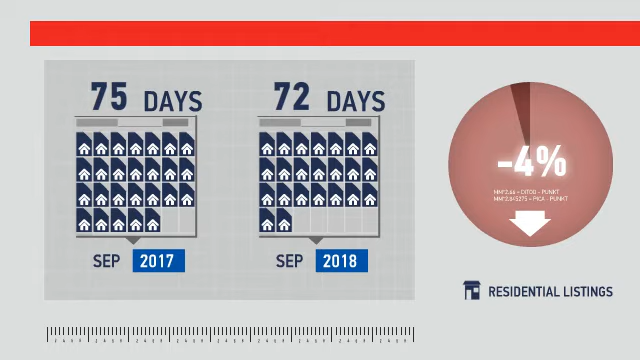 75 DAYS
72 DAYS
SEP 2017
SEP 2018
-4%
RESIDENTIAL LISTINGS